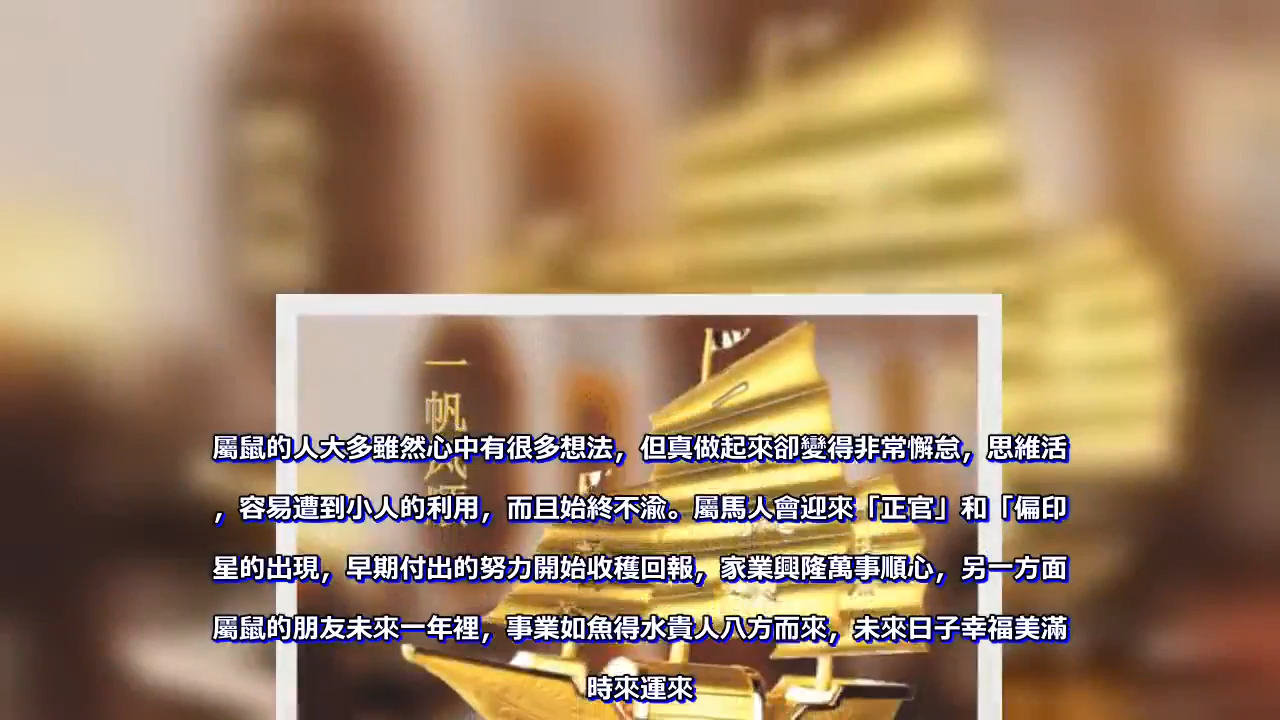 一帆風順
屬鼠的人大多雖然心中有很多想法，但真做起來卻變得非常懈怠，思維活
，容易遭到小人的利用，而且始終不渝。屬馬人會迎來「正官」和「偏印
星的出現，早期付出的努力開始收穫回報，家業興隆萬事順心，另一方面
屬鼠的朋友未來一年裡，事業如魚得水貴人八方而來，未來日子幸福美滿
時來運來